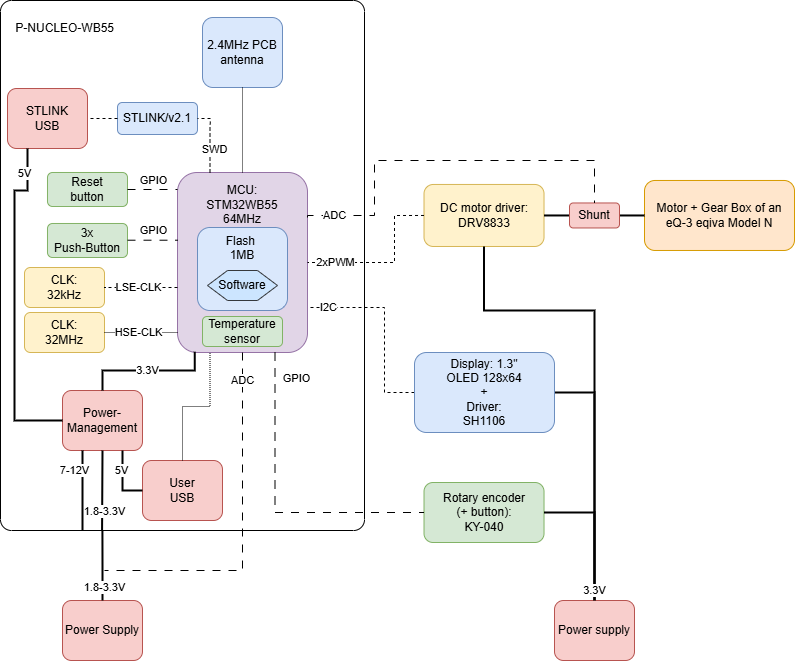 P-NUCLEO-WB55
2.4MHz PCB
antenna
STLINK
USB
STLINK/v2.1
SWD
5V
Reset
button
GPIO
MCU:
STM32WB55
64MHz
3x
Push-Button
GPIO
Flash
1MB
Software
CLK:
32kHz
LSE-CLK
CLK:
32MHz
HSE-CLK
Temperature
sensor
ADC
2xPWM
I2C
DC motor driver:
DRV8833
Shunt
Motor + Gear Box of an
eQ-3 eqiva Model N
3.3V
ADC
GPIO
Display: 1.3"
OLED 128x64
+
Driver:
SH1106
Power-
Management
7-12V
5V
1.8-3.3V
User
USB
Rotary encoder
(+ button):
KY-040
1.8-3.3V
Power Supply
3.3V
Power supply